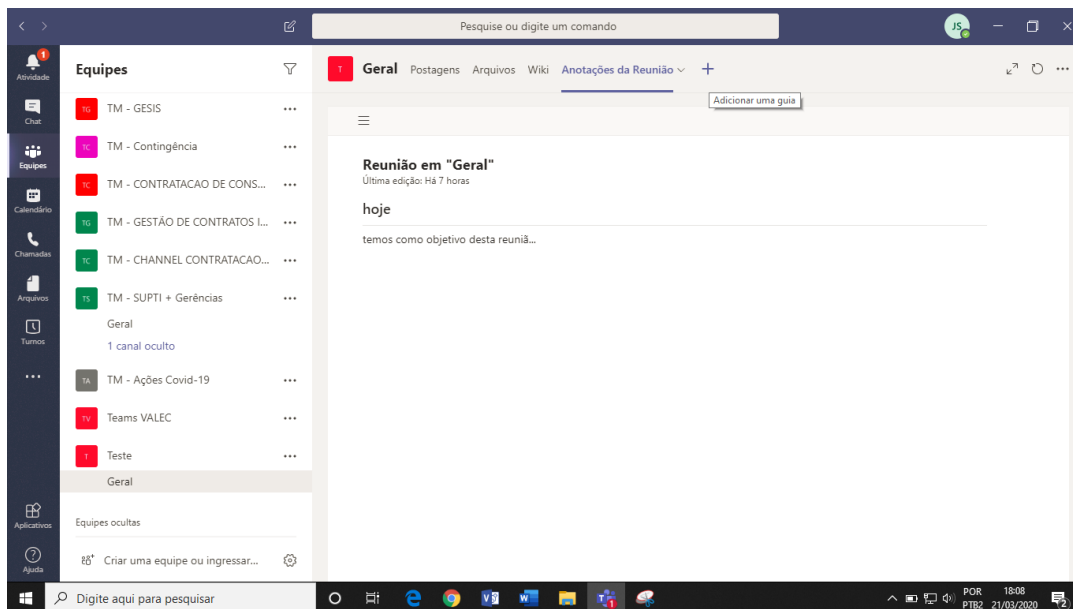 Pesquise ou digite um comando
JS
1
Atividade
Chat
Equipes
Calendário
Chamadas
Arquivos
Turnos
Aplicativos
Ajuda
Equipes
TG TM - GESIS
TC TM - Contingência
TC TM - CONTRATACAO DE CONS...
TG TM - GESTÃO DE CONTRATOS I...
TC TM - CHANNEL CONTRATACAO...
TS TM - SUPTI + Gerências
Geral
1 canal oculto
TA TM - Ações Covid-19
TV Teams VALEC
T Teste
Geral
Equipes ocultas
Criar uma equipe ou ingressar...
T Geral Postagens Arquivos Wiki Anotações da Reunião
Adicionar uma guia
Reunião em "Geral"
Última edição: Há 7 horas
hoje
temos como objetivo desta reuniã...
Digite aqui para pesquisar
POR 18:08
PTB2 21/03/2020